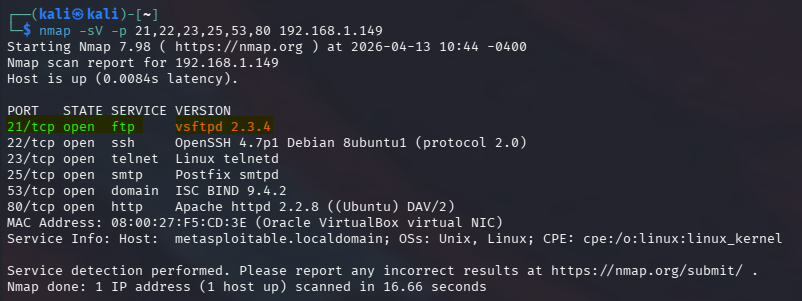 ┌──(kali㉿kali)-[~]
└─$ nmap -sV -p 21,22,23,25,53,80 192.168.1.149
Starting Nmap 7.98 ( https://nmap.org ) at 2026-04-13 10:44 -0400
Nmap scan report for 192.168.1.149
Host is up (0.0084s latency).
PORT   STATE SERVICE VERSION
21/tcp open  ftp     vsftpd 2.3.4
22/tcp open  ssh     OpenSSH 4.7p1 Debian 8ubuntu1 (protocol 2.0)
23/tcp open  telnet  Linux telnetd
25/tcp open  smtp    Postfix smtpd
53/tcp open  domain  ISC BIND 9.4.2
80/tcp open  http    Apache httpd 2.2.8 ((Ubuntu) DAV/2)
MAC Address: 08:00:27:F5:CD:3E (Oracle VirtualBox virtual NIC)
Service Info: Host:  metasploitable.localdomain; OSs: Unix, Linux; CPE: cpe:/o:linux:linux_kernel
Service detection performed. Please report any incorrect results at https://nmap.org/submit/ .
Nmap done: 1 IP address (1 host up) scanned in 16.66 seconds